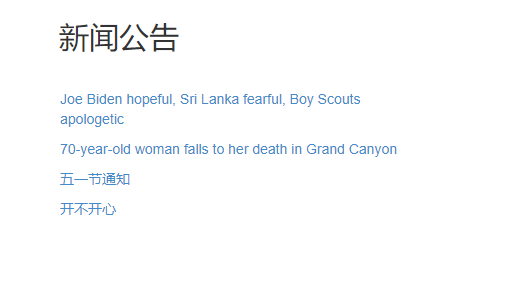 新闻公告
Joe Biden hopeful, Sri Lanka fearful, Boy Scouts
apologetic
70-year-old woman falls to her death in Grand Canyon
五一节通知
开不开心